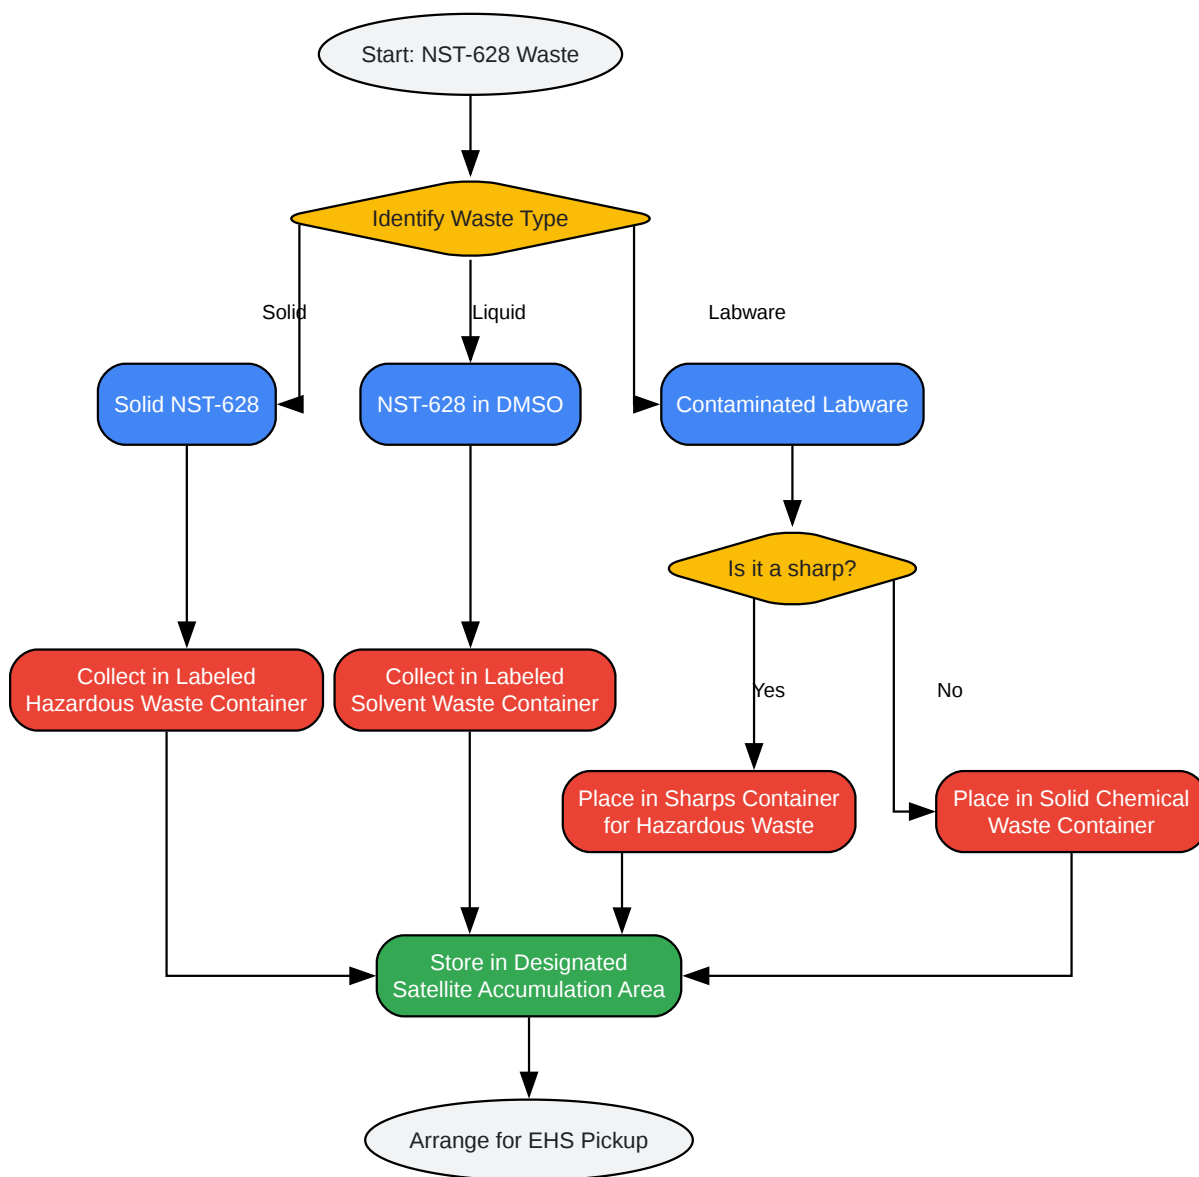 Start: NST-628 Waste
Identify Waste Type
Solid
Liquid
Labware
Solid NST-628
NST-628 in DMSO
Contaminated Labware
Is it a sharp?
Collect in Labeled
Hazardous Waste Container
Collect in Labeled
Solvent Waste Container
Yes
No
Place in Sharps Container
for Hazardous Waste
Place in Solid Chemical
Waste Container
Store in Designated
Satellite Accumulation Area
Arrange for EHS Pickup